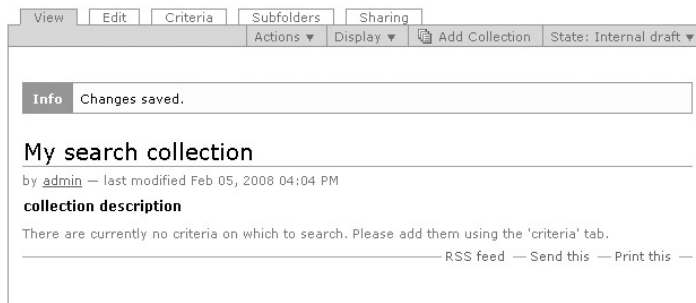 View Edit Criteria Subfolders Sharing
Actions ▼ Display ▼ Add Collection State: Internal draft ▼
Info Changes saved.
My search collection
by admin — last modified Feb 05, 2008 04:04 PM
collection description
There are currently no criteria on which to search. Please add them using the 'criteria' tab.
RSS feed — Send this — Print this —